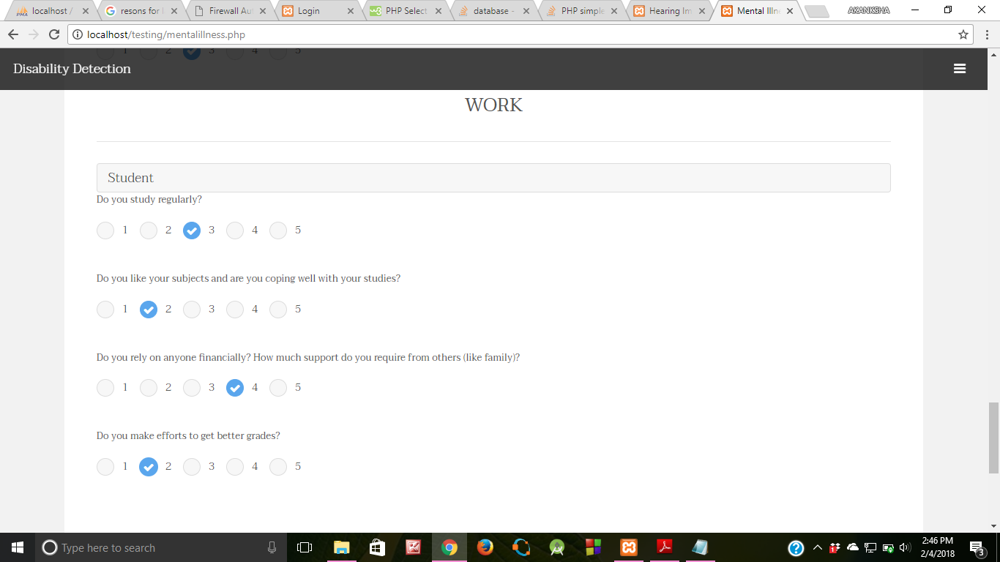 localhost /
resons for
Firewall Au
Login
PHP Select
database -
PHP simple
Hearing Im
Mental Illn
AKANKSHA
localhost/testing/mentalillness.php
1 2 3 4 5
Disability Detection
WORK
Student
Do you study regularly?
1 2 3 4 5
Do you like your subjects and are you coping well with your studies?
1 2 3 4 5
Do you rely on anyone financially? How much support do you require from others (like family)?
1 2 3 4 5
Do you make efforts to get better grades?
1 2 3 4 5
Type here to search
2:46 PM
2/4/2018
3